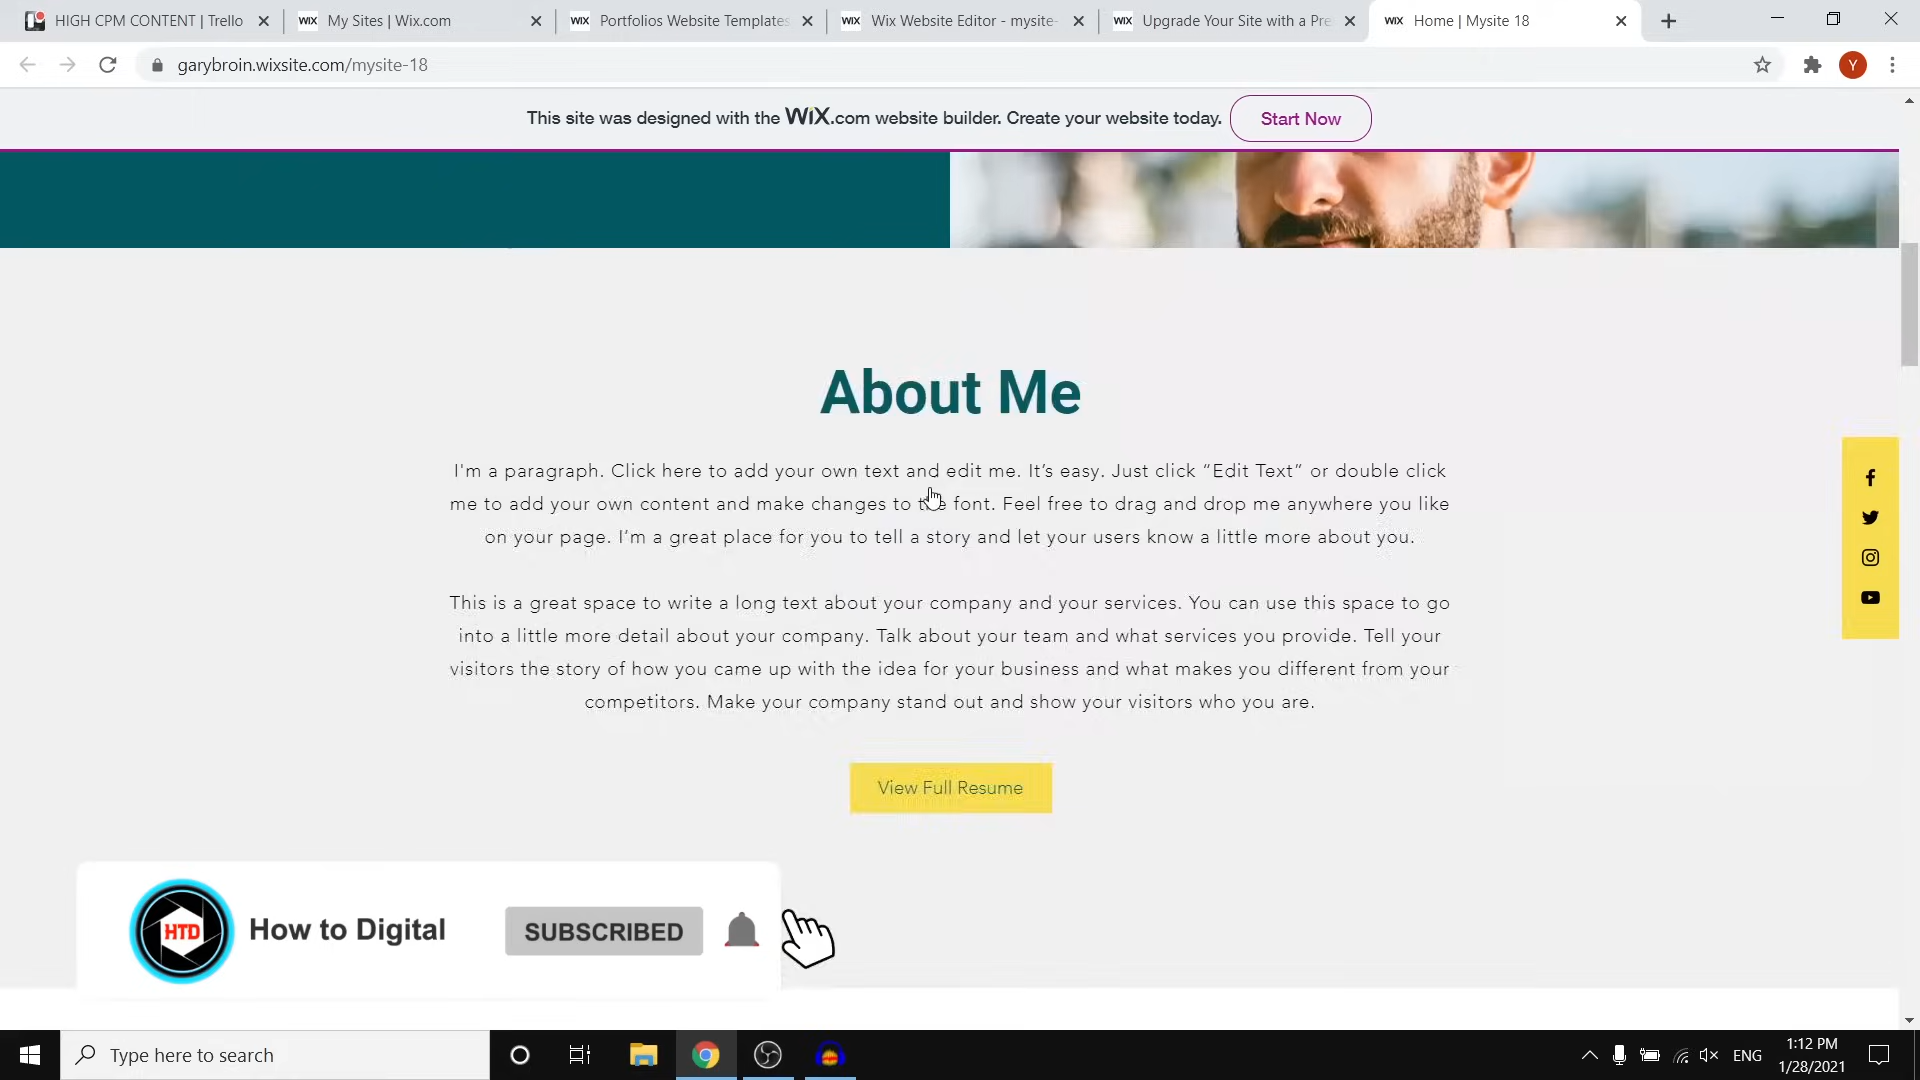 HIGH CPM CONTENT | Trello
WIX My Sites | Wix.com
WIX Portfolios Website Templates
WIX Wix Website Editor - mysite-
WIX Upgrade Your Site with a Pre
WIX Home | Mysite 18
garybroin.wixsite.com/mysite-18
Y
This site was designed with the WiX.com website builder. Create your website today.
Start Now
About Me
I'm a paragraph. Click here to add your own text and edit me. It’s easy. Just click “Edit Text” or double click
me to add your own content and make changes to the font. Feel free to drag and drop me anywhere you like
on your page. I’m a great place for you to tell a story and let your users know a little more about you.
This is a great space to write a long text about your company and your services. You can use this space to go
into a little more detail about your company. Talk about your team and what services you provide. Tell your
visitors the story of how you came up with the idea for your business and what makes you different from your
competitors. Make your company stand out and show your visitors who you are.
View Full Resume
HTD
How to Digital
SUBSCRIBED
Type here to search
ENG
1:12 PM
1/28/2021